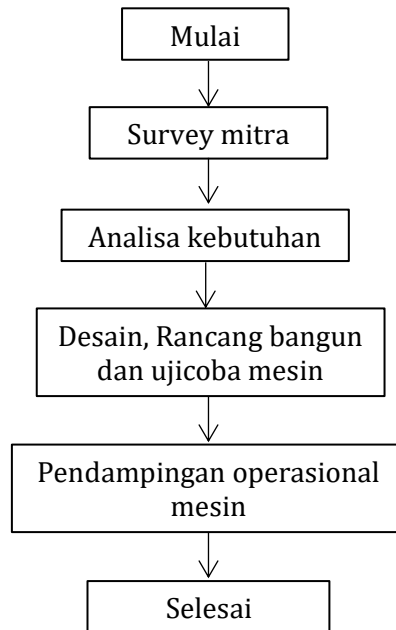 Mulai
Survey mitra
Analisa kebutuhan
Desain, Rancang bangun
dan ujicoba mesin
Pendampingan operasional
mesin
Selesai